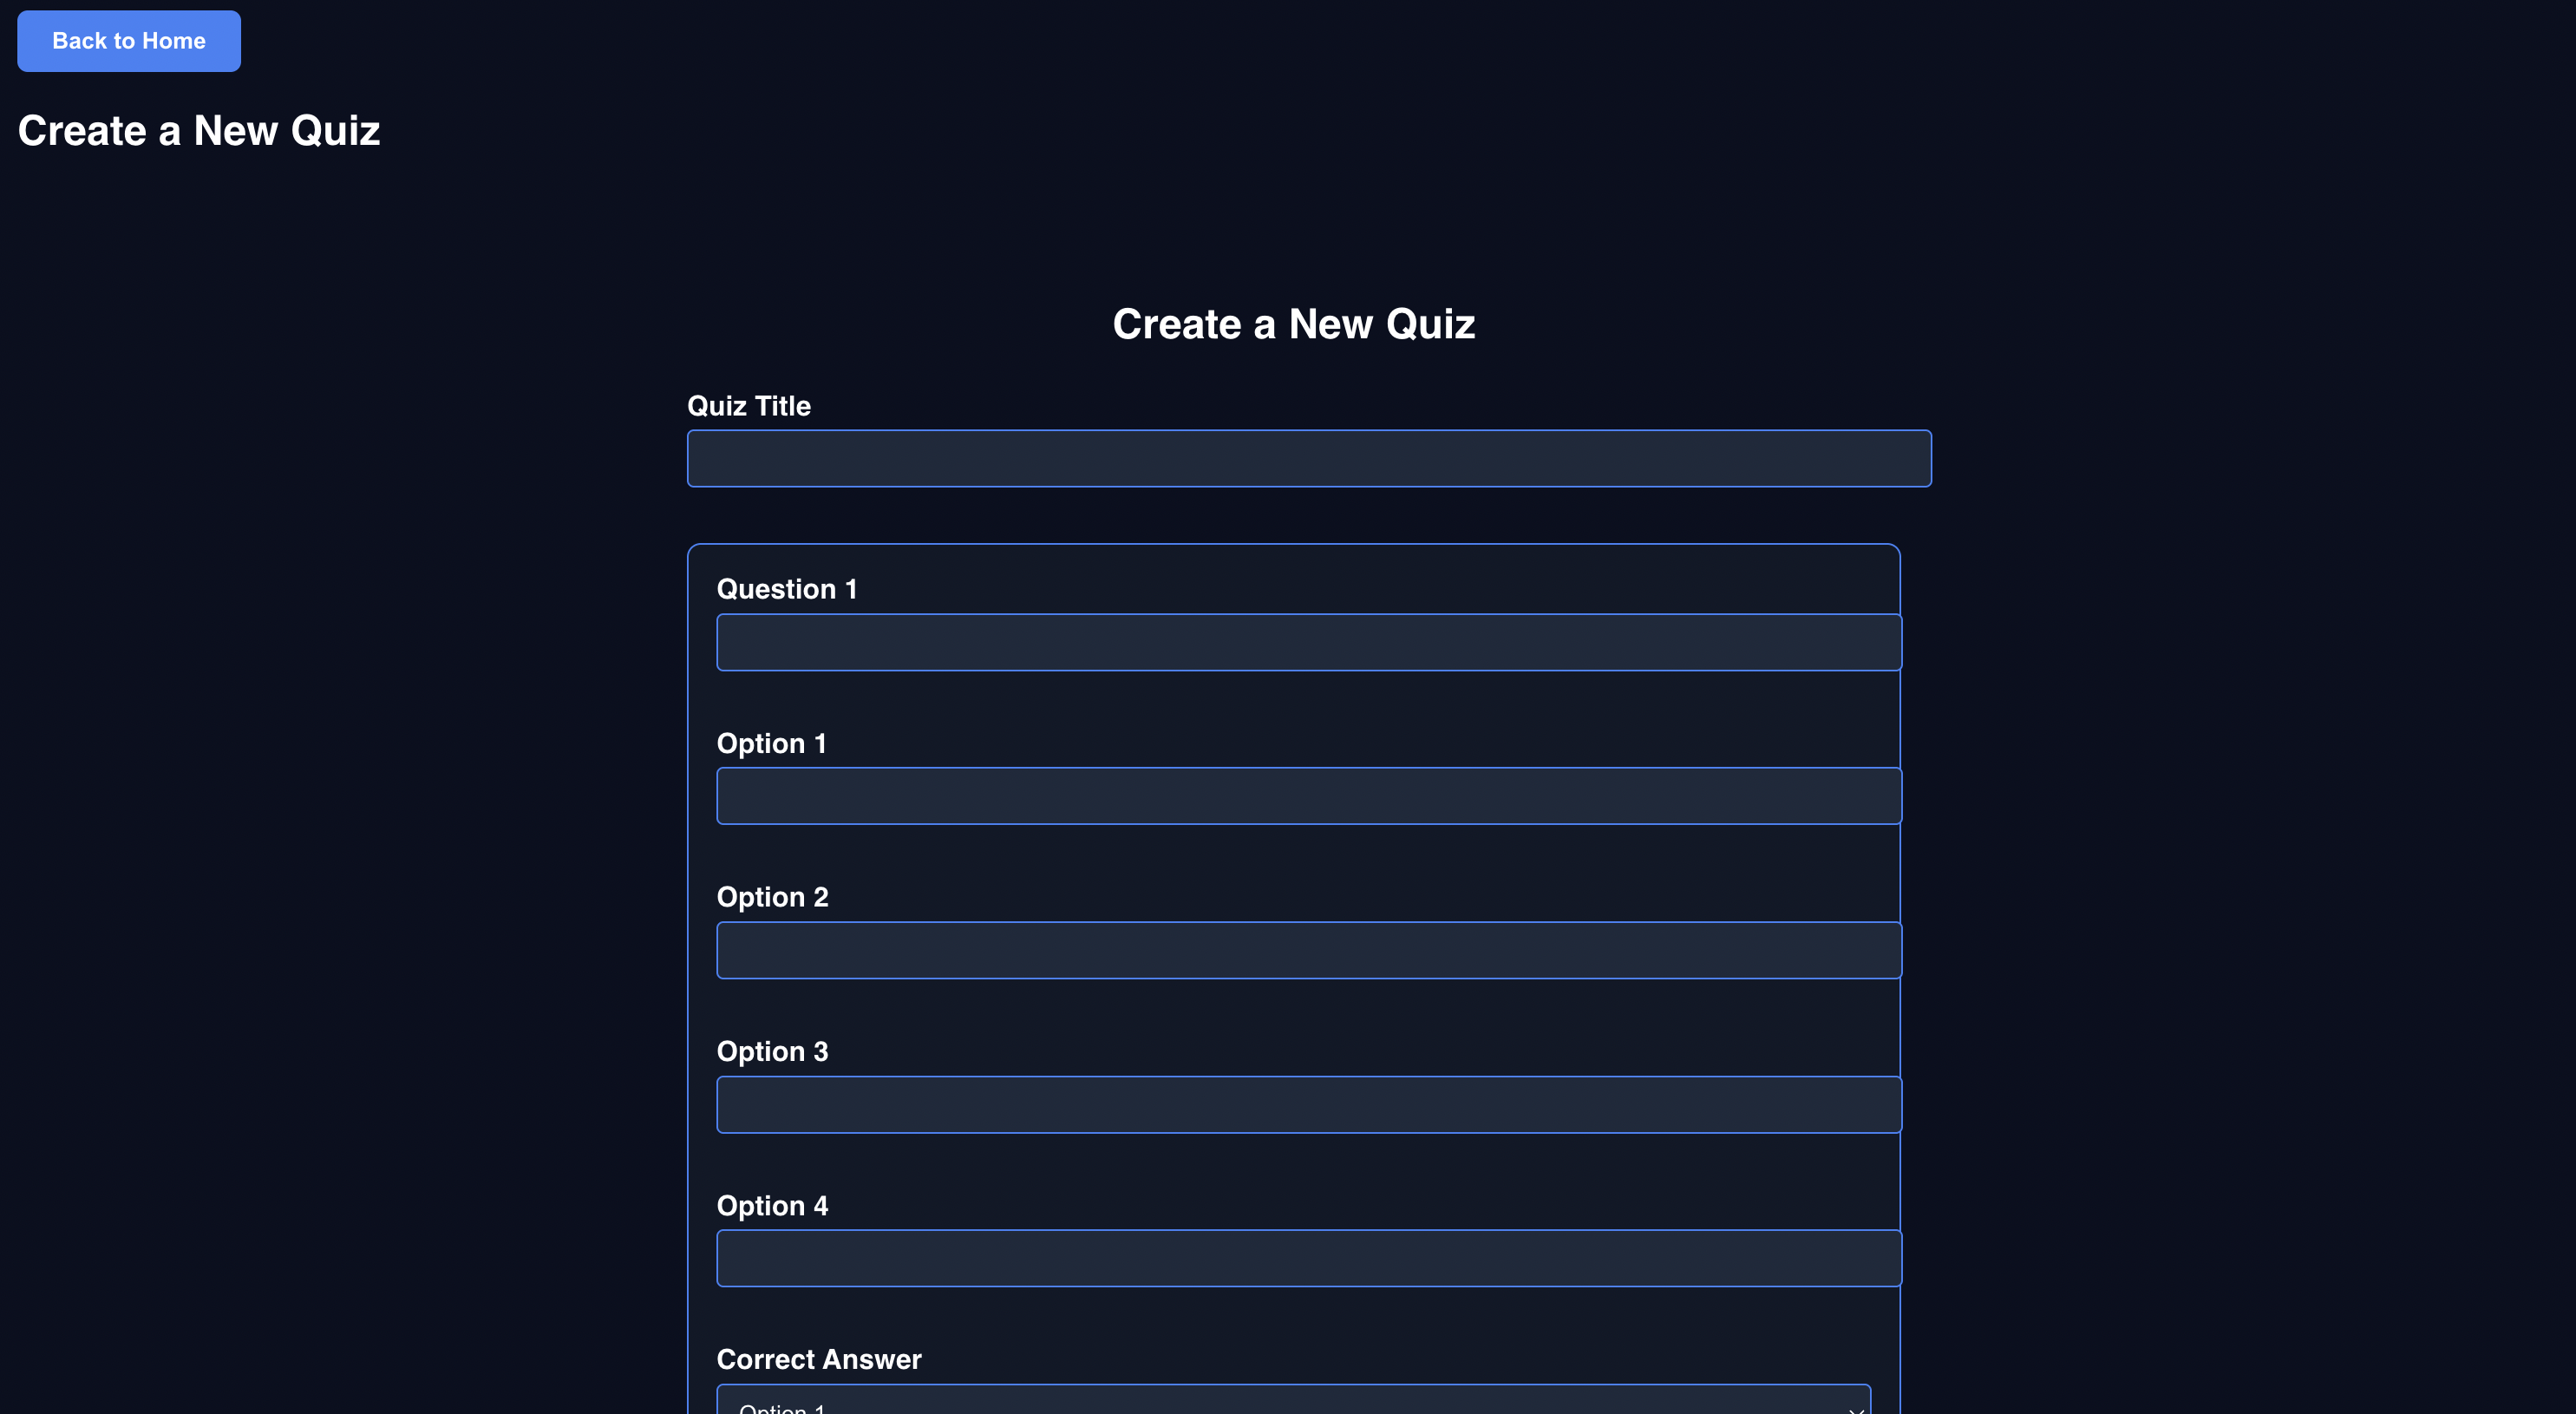 Back to Home
Create a New Quiz
Create a New Quiz
Quiz Title
Question 1
Option 1
Option 2
Option 3
Option 4
Correct Answer
Option 1